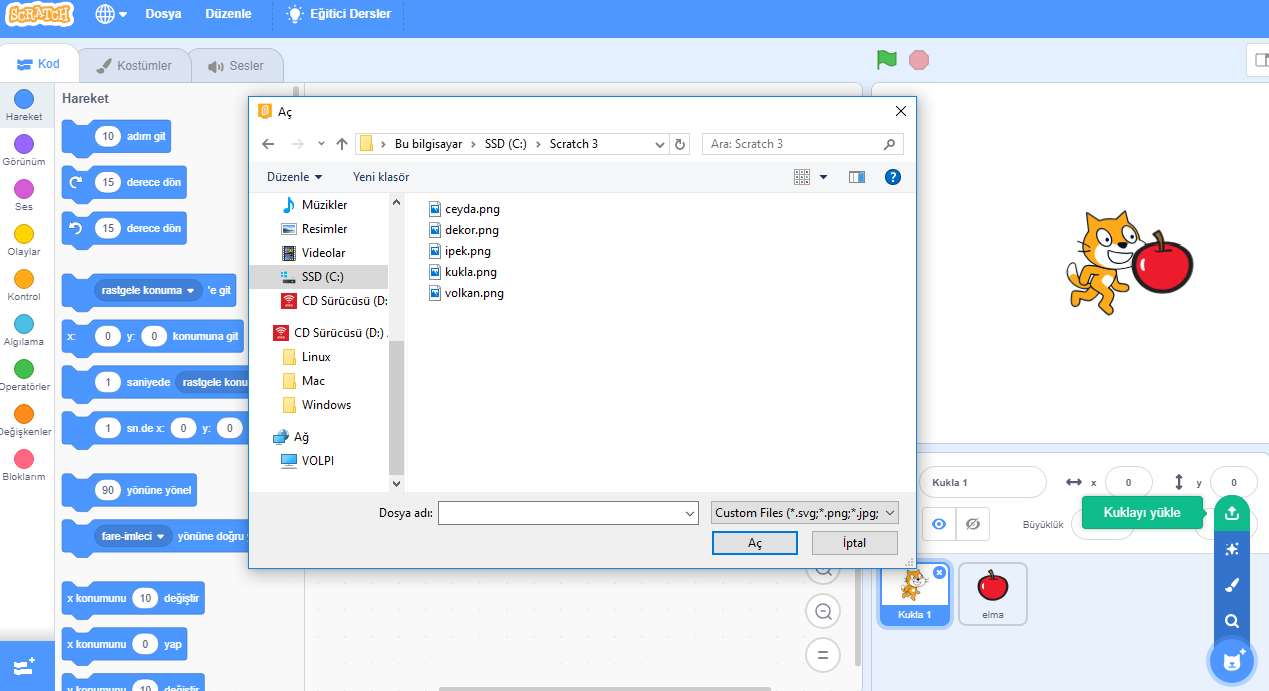 SCRATCH
Dosya
Düzenle
Eğitici Dersler
Kod
Kostümler
Sesler
Hareket
Görünüm
Ses
Olaylar
Kontrol
Algılama
Operatörler
Değişkenler
Bloklarım
Hareket
10 adım git
15 derece dön
15 derece dön
rastgele konuma 'e git
x: 0 y: 0 konumuna git
1 saniyede rastgele konu
1 sn.de x: 0 y: 0
90 yönüne yönel
fare-imleci yönüne doğru
x konumunu 10 değiştir
x konumunu 0 yap
y konumunu 10 değiştir
Aç
Bu bilgisayar > SSD (C:) > Scratch 3
Ara: Scratch 3
Düzenle
Yeni klasör
Müzikler
Resimler
Videolar
SSD (C:)
CD Sürücüsü (D:
CD Sürücüsü (D:) .
Linux
Mac
Windows
Ağ
VOLPI
ceyda.png
dekor.png
ipek.png
kukla.png
volkan.png
Dosya adı:
Custom Files (*.svg;*.png;*.jpg;
Aç
İptal
Kukla 1
x 0
y 0
Kuklayı yükle
Büyüklük
Kukla 1
elma